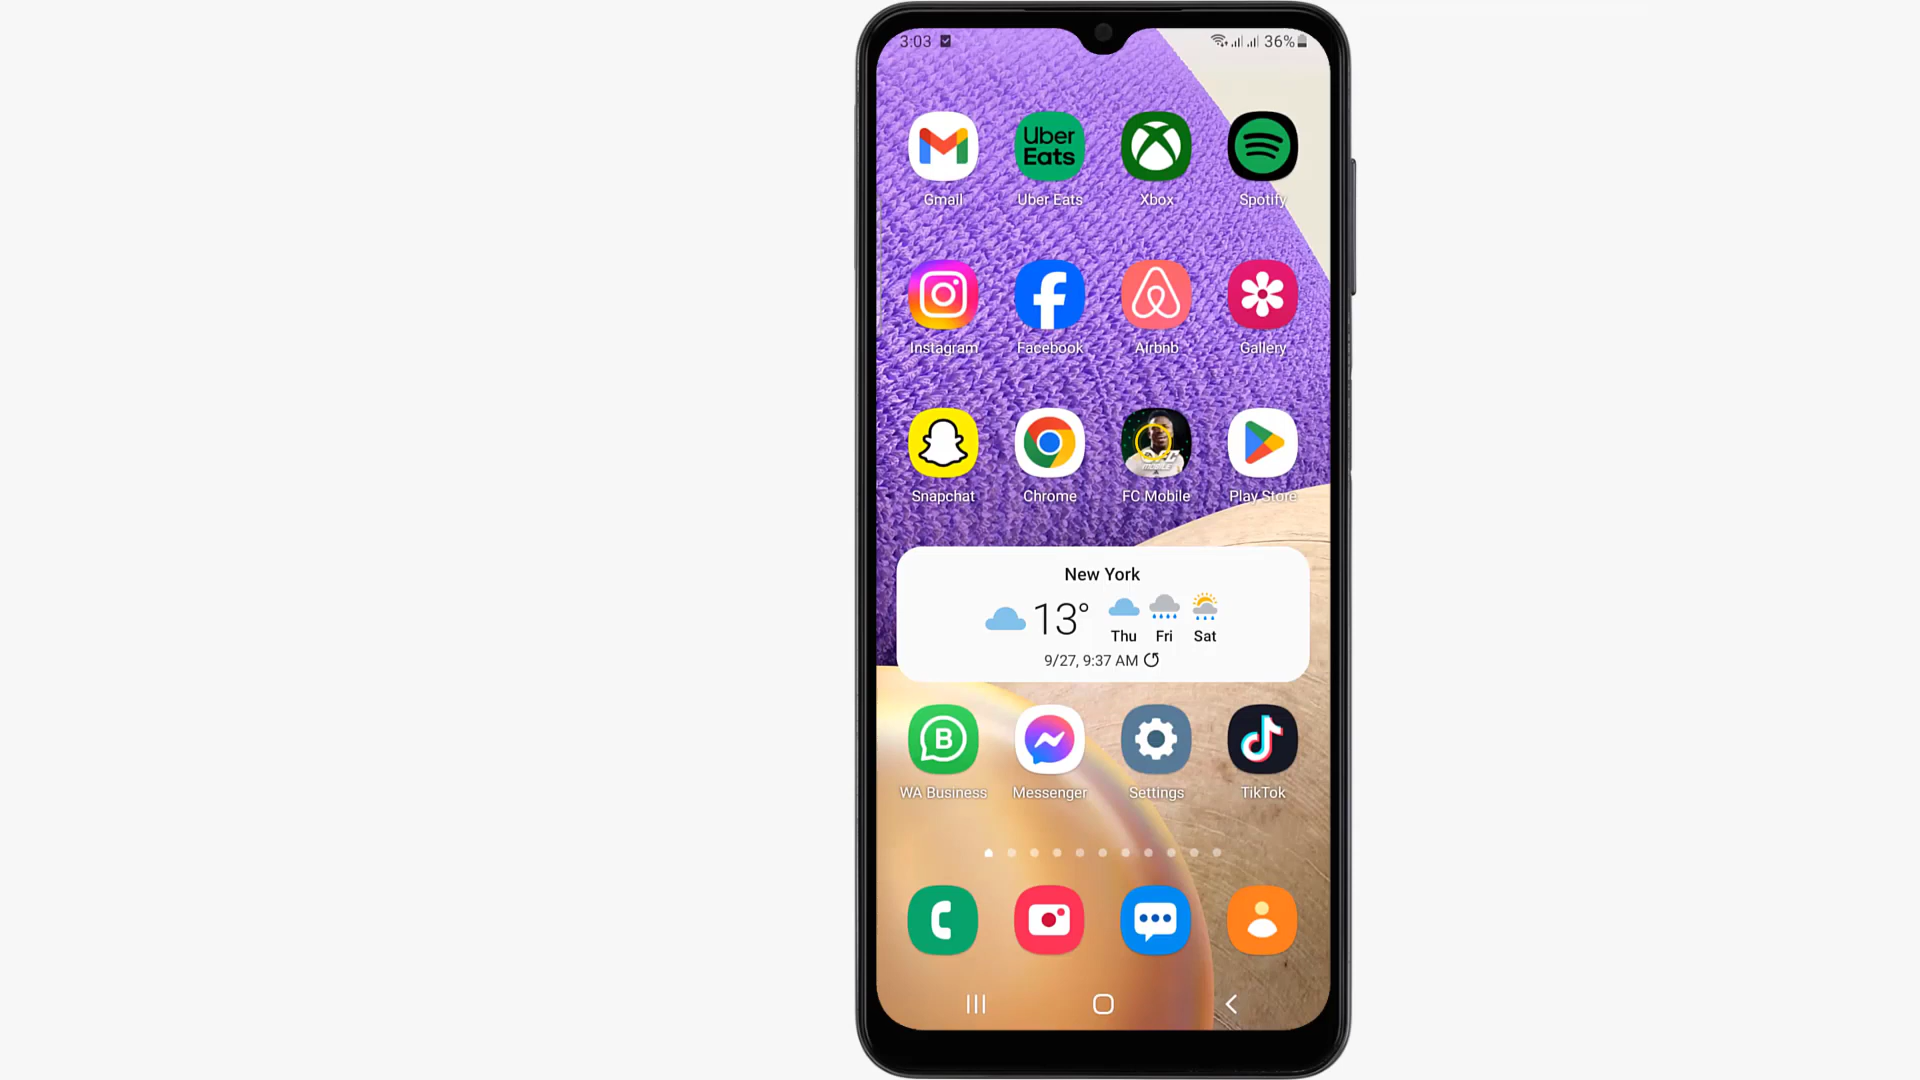 3:03
36%
Uber
Eats
Gmail
Uber Eats
Xbox
Spotify
Instagram
Facebook
Airbnb
Gallery
MOBILE
Snapchat
Chrome
FC Mobile
Play Store
New York
13°
Thu
Fri
Sat
9/27, 9:37 AM
B
WA Business
Messenger
Settings
TikTok